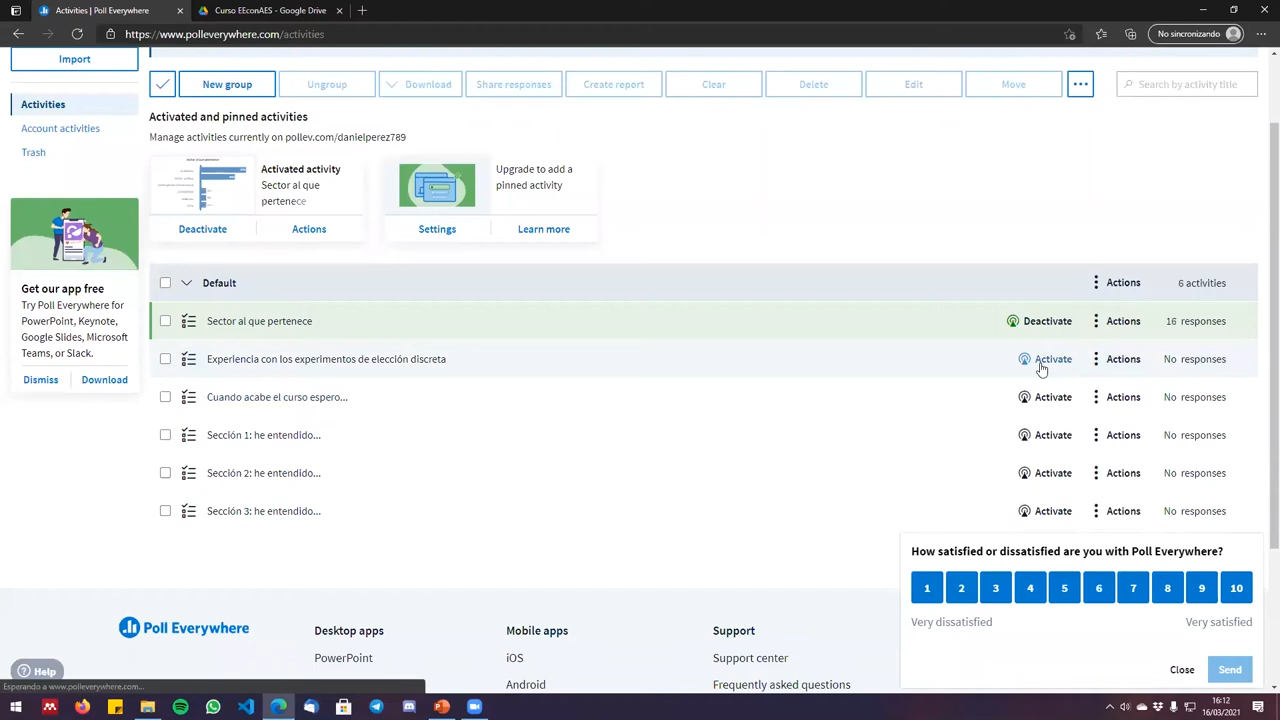 Activities | Poll Everywhere
Curso EEconAES - Google Drive
https://www.polleverywhere.com/activities
No sincronizando
Import
New group
Ungroup
Download
Share responses
Create report
Clear
Delete
Edit
Move
Search by activity title
Activities
Account activities
Trash
Activated and pinned activities
Manage activities currently on pollev.com/danielperez789
Activated activity
Sector al que
pertenece
Deactivate
Actions
Upgrade to add a
pinned activity
Settings
Learn more
Get our app free
Try Poll Everywhere for
PowerPoint, Keynote,
Google Slides, Microsoft
Teams, or Slack.
Dismiss
Download
Default Actions 6 activities
Sector al que pertenece Deactivate Actions 16 responses
Experiencia con los experimentos de elección discreta Activate Actions No responses
Cuando acabe el curso espero... Activate Actions No responses
Sección 1: he entendido... Activate Actions No responses
Sección 2: he entendido... Activate Actions No responses
Sección 3: he entendido... Activate Actions No responses
How satisfied or dissatisfied are you with Poll Everywhere?
1 2 3 4 5 6 7 8 9 10
Very dissatisfied Very satisfied
Close Send
Poll Everywhere
Desktop apps
PowerPoint
Mobile apps
iOS
Android
Support
Support center
Frequently asked questions
Help
Esperando a www.polleverywhere.com...
16:12
16/03/2021